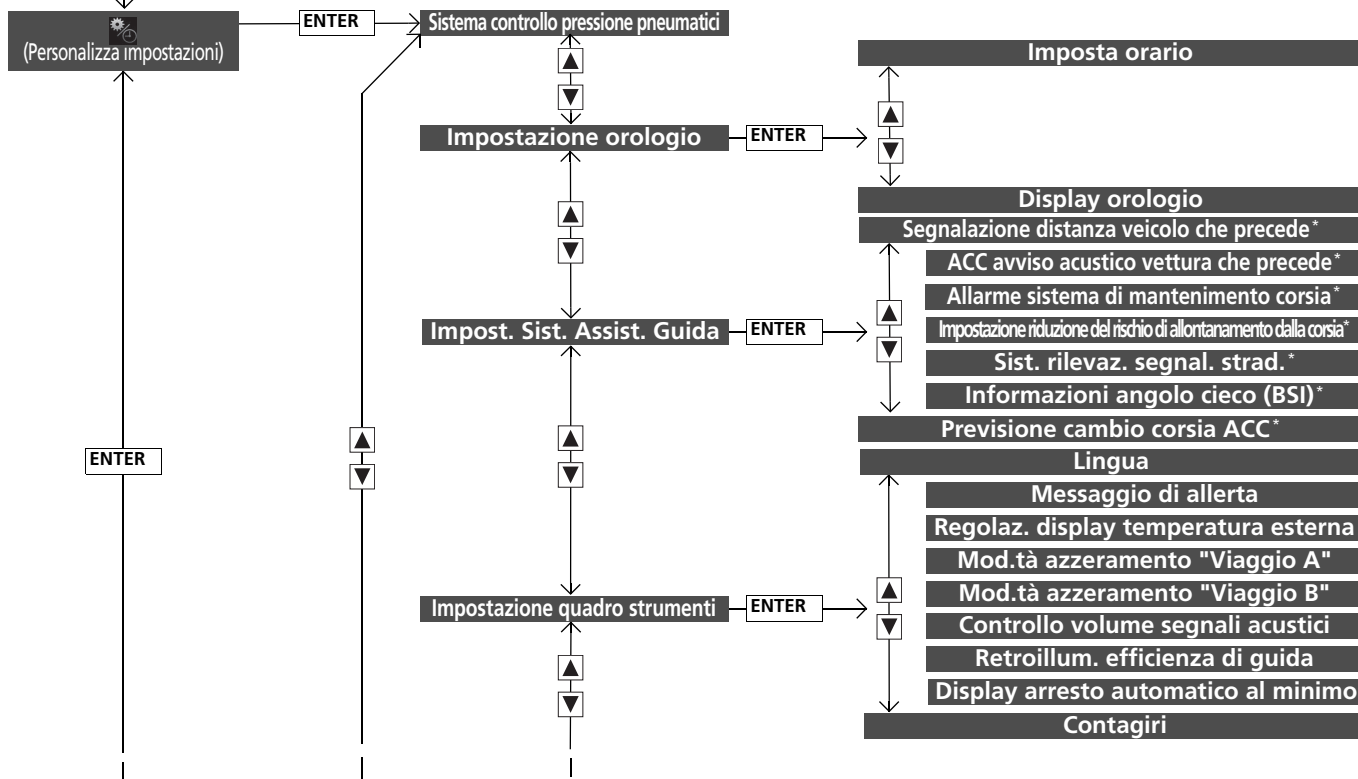 (Personalizza impostazioni)
ENTER
Sistema controllo pressione pneumatici
▲
▼
Impostazione orologio
ENTER
Imposta orario
▲
▼
Display orologio
▲
▼
Impost. Sist. Assist. Guida
ENTER
Segnalazione distanza veicolo che precede*
ACC avviso acustico vettura che precede*
Allarme sistema di mantenimento corsia*
▲
▼
Impostazione riduzione del rischio di allontanamento dalla corsia*
Sist. rilevaz. segnal. strad.*
Informazioni angolo cieco (BSI)*
Previsione cambio corsia ACC*
ENTER
▲
▼
▲
▼
Impostazione quadro strumenti
ENTER
Lingua
Messaggio di allerta
Regolaz. display temperatura esterna
Mod.tà azzeramento "Viaggio A"
▲
▼
Mod.tà azzeramento "Viaggio B"
Controllo volume segnali acustici
Retroillum. efficienza di guida
Display arresto automatico al minimo
Contagiri
▲
▼